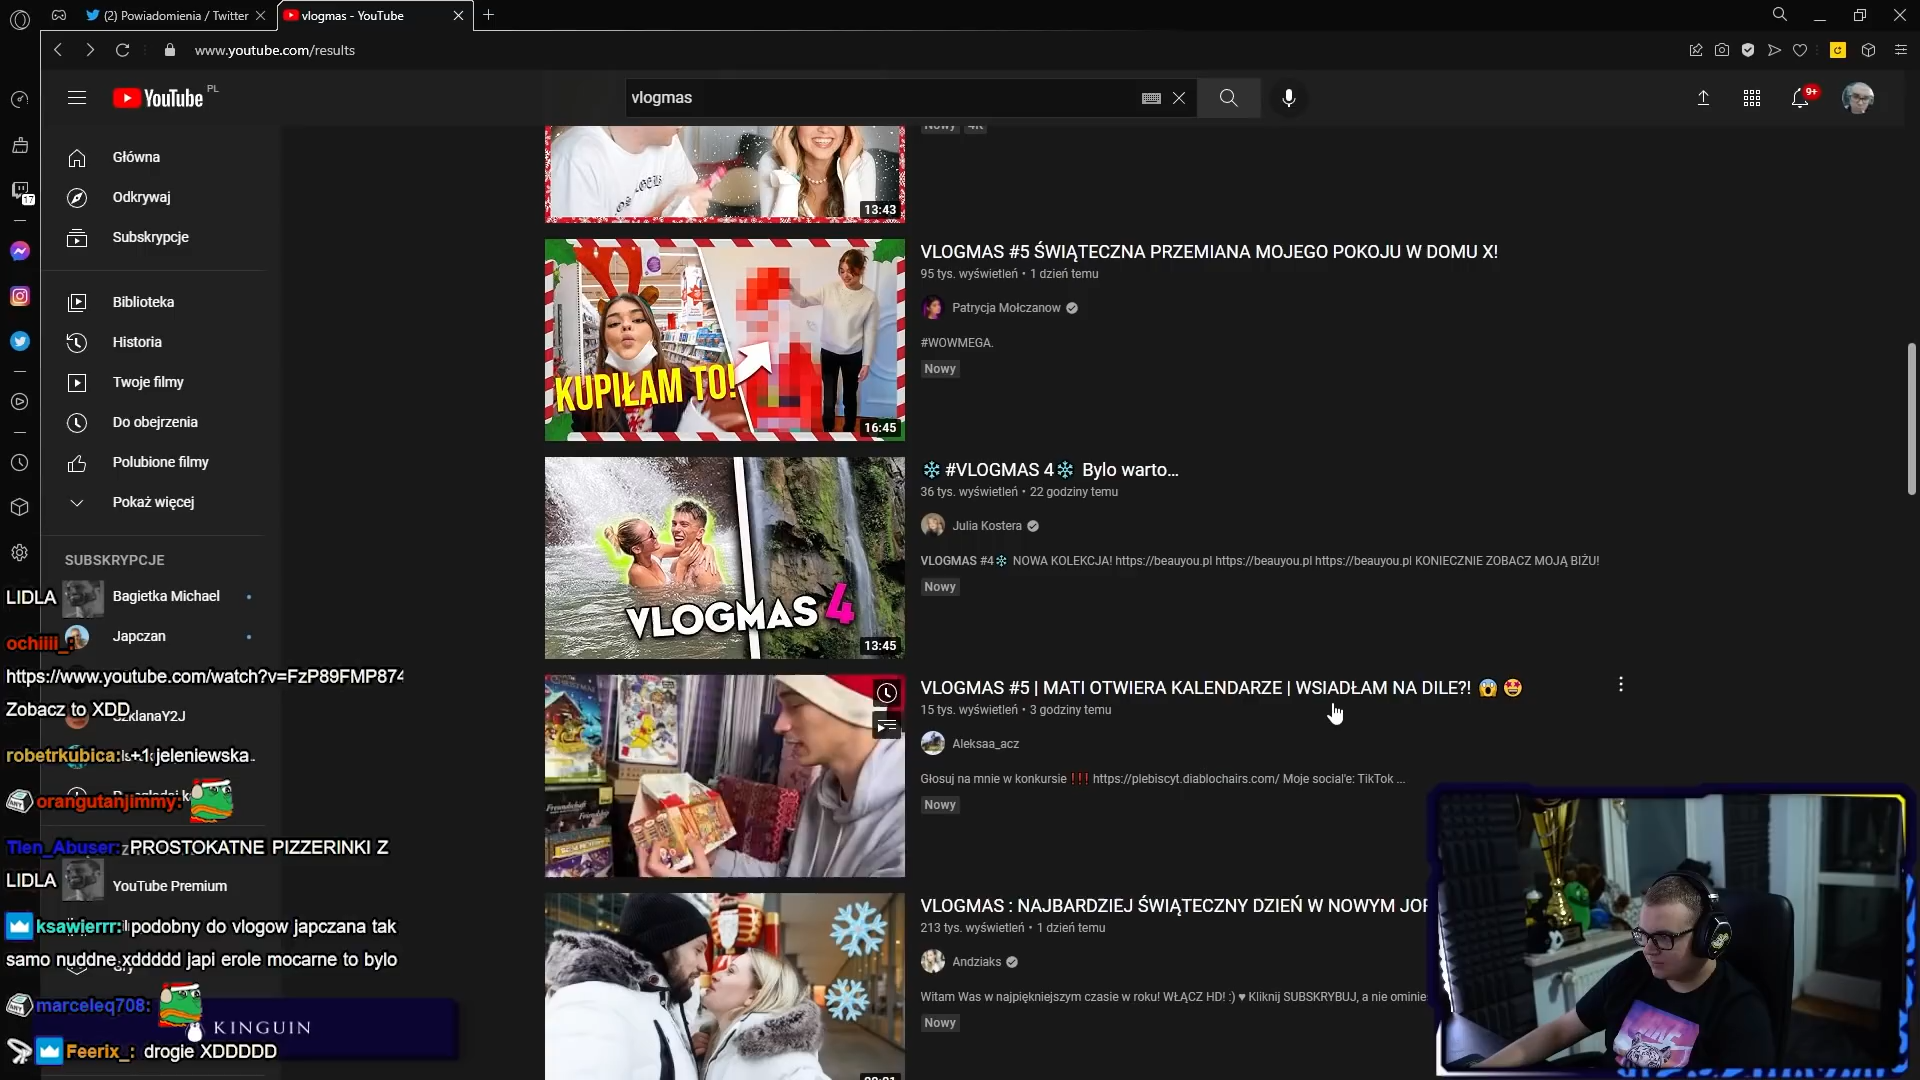 (2) Powiadomienia / Twitter
vlogmas - YouTube
www.youtube.com/results
YouTube PL
vlogmas
9+
17
Główna
Odkrywaj
Subskrypcje
Biblioteka
Historia
Twoje filmy
Do obejrzenia
Polubione filmy
Pokaż więcej
SUBSKRYPCJE
Bagietka Michael
Japczan
SzklanaY2J
YouTube Premium
LIDLA
ochiiii_:
https://www.youtube.com/watch?v=FzP89FMP874
Zobacz to XDD
robetrkubica: +1 jeleniewska
orangutanjimmy:
Tlen_Abuser: PROSTOKATNE PIZZERINKI Z
LIDLA
ksawierrr: podobny do vlogow japczana tak
samo nuddne xddddd japi erole mocarne to bylo
marceleq708:
KINGUIN
Feerix_: drogie XDDDDD
Nowy 4K
13:43
VLOGMAS #5 ŚWIĄTECZNA PRZEMIANA MOJEGO POKOJU W DOMU X!
95 tys. wyświetleń • 1 dzień temu
Patrycja Mołczanow
#WOWMEGA.
Nowy
KUPIŁAM TO!
16:45
❄#VLOGMAS 4❄ Bylo warto...
36 tys. wyświetleń • 22 godziny temu
Julia Kostera
VLOGMAS #4❄ NOWA KOLEKCJA! https://beauyou.pl https://beauyou.pl https://beauyou.pl KONIECZNIE ZOBACZ MOJĄ BIŻU!
Nowy
VLOGMAS 4
13:45
VLOGMAS #5 | MATI OTWIERA KALENDARZE | WSIADŁAM NA DILE?! 😱 🤩
15 tys. wyświetleń • 3 godziny temu
Aleksaa_acz
Głosuj na mnie w konkursie ❗❗❗ https://plebiscyt.diablochairs.com/ Moje social'e: TikTok ...
Nowy
VLOGMAS : NAJBARDZIEJ ŚWIĄTECZNY DZIEŃ W NOWYM JOR
213 tys. wyświetleń • 1 dzień temu
Andziaks
Witam Was w najpiękniejszym czasie w roku! WŁĄCZ HD! :) ♥ Kliknij SUBSKRYBUJ, a nie ominie
Nowy